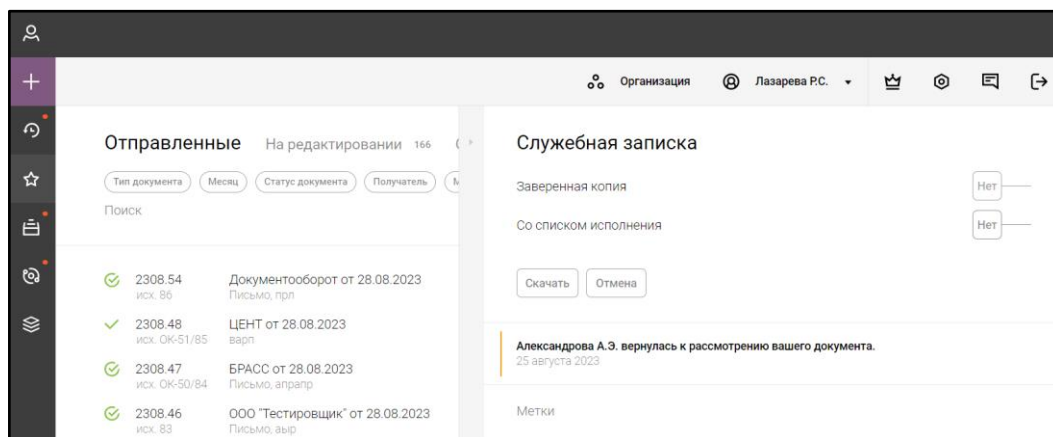 Организация
Лазарева Р.С.
Отправленные На редактировании 166
Тип документа Месяц Статус документа Получатель
Поиск
2308.54 Документооборот от 28.08.2023
исх. 86 Письмо, прл
2308.48 ЦЕНТ от 28.08.2023
исх. ОК-51/85 варп
2308.47 БРАСС от 28.08.2023
исх. ОК-50/84 Письмо, апрапр
2308.46 ООО "Тестировщик" от 28.08.2023
исх. 83 Письмо, аыр
Служебная записка
Заверенная копия Нет
Со списком исполнения Нет
Скачать Отмена
Александрова А.Э. вернулась к рассмотрению вашего документа.
25 августа 2023
Метки